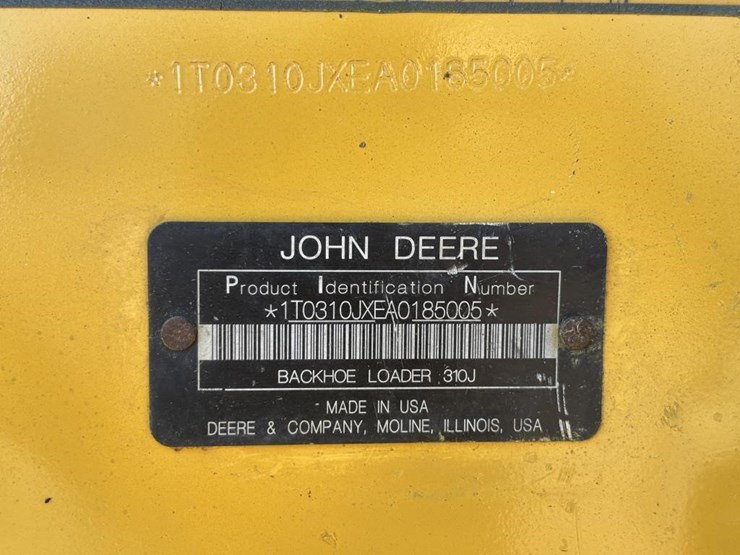 *1T0310JXEA0185005*
JOHN DEERE
Product Identification Number
*1T0310JXEA0185005*
BACKHOE LOADER 310J
MADE IN USA
DEERE & COMPANY, MOLINE, ILLINOIS, USA